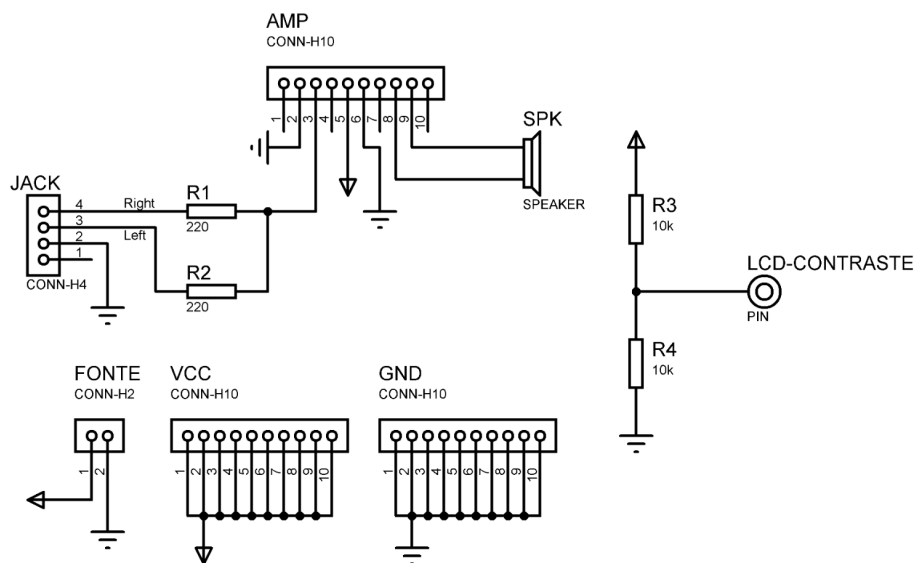 AMP
CONN-H10
1 2 3 4 5 6 7 8 9 10
SPK
SPEAKER
JACK
4 Right
3 Left
2
1
CONN-H4
R1
220
R2
220
R3
10k
LCD-CONTRASTE
PIN
R4
10k
FONTE
CONN-H2
1 2
VCC
CONN-H10
1 2 3 4 5 6 7 8 9 10
GND
CONN-H10
1 2 3 4 5 6 7 8 9 10